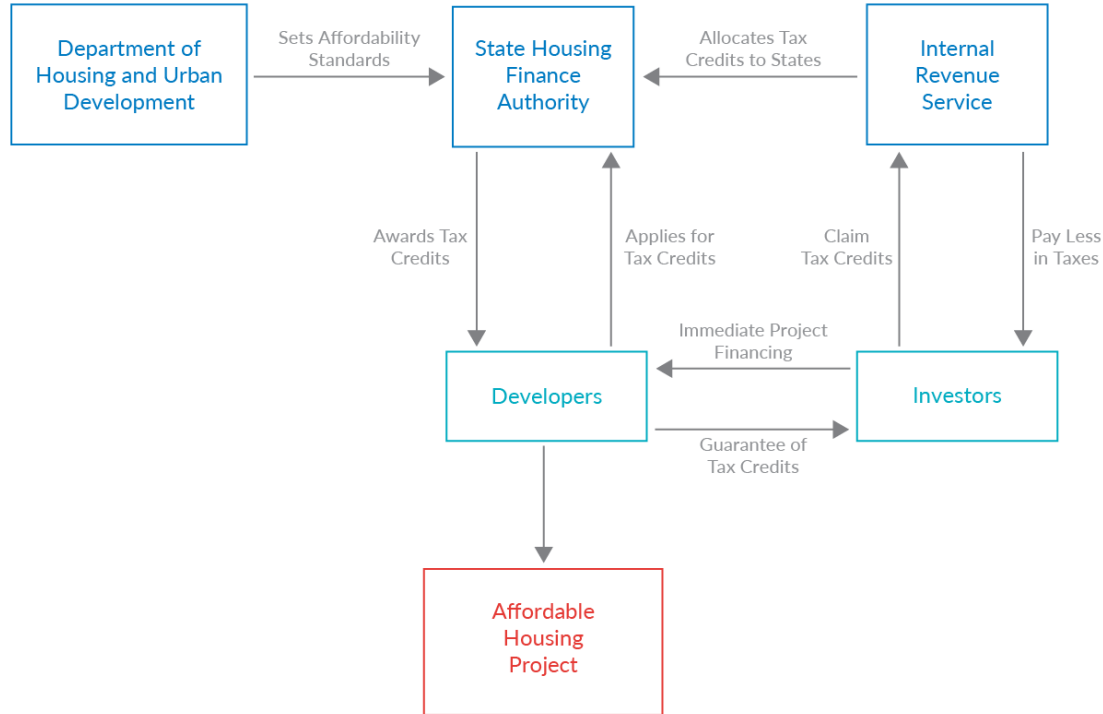 Department of
Housing and Urban
Development
Sets Affordability
Standards
State Housing
Finance
Authority
Allocates Tax
Credits to States
Internal
Revenue
Service
Awards Tax
Credits
Applies for
Tax Credits
Claim
Tax Credits
Pay Less
in Taxes
Immediate Project
Financing
Developers
Investors
Guarantee of
Tax Credits
Affordable
Housing
Project